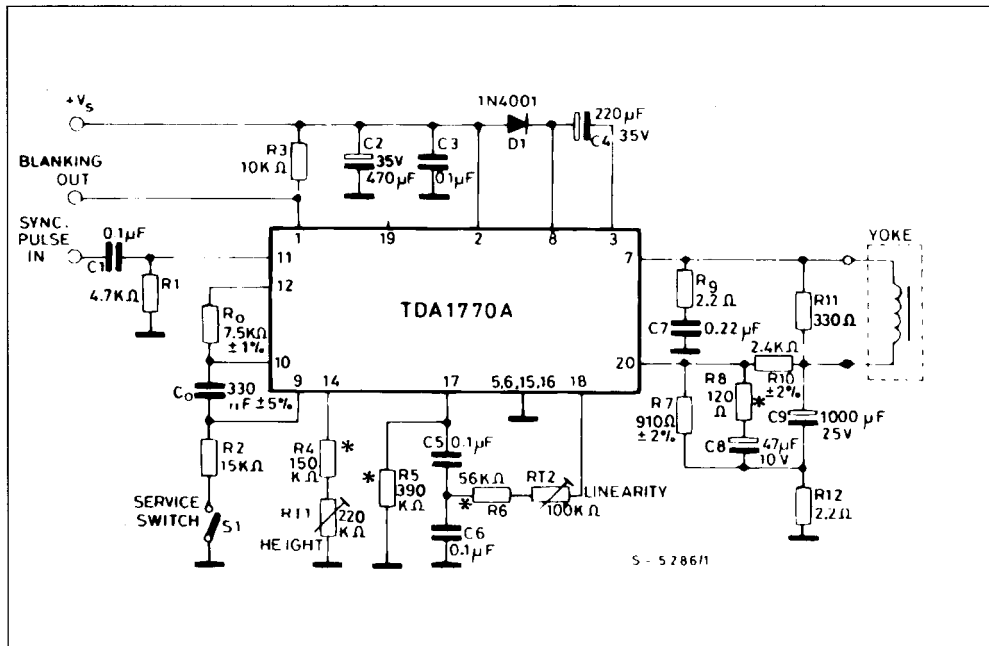 +Vs
1N4001
D1
220µF
35V
C4
R3
10KΩ
C2
35V
470µF
C3
0.1µF
BLANKING
OUT
SYNC.
PULSE
IN
0.1µF
C1
R1
4.7KΩ
1
19
2
8
3
11
12
10
9
14
17
5,6,15,16
18
7
20
TDA1770A
Ro
7.5KΩ
±1%
Co
330
nF ±5%
R2
15KΩ
SERVICE
SWITCH
S1
R4
150
KΩ
*
RT1
220
KΩ
HEIGHT
*
R5
390
KΩ
C5
0.1µF
56KΩ
*
R6
RT2
100KΩ
LINEARITY
C6
0.1µF
R9
2.2Ω
C7
0.22µF
YOKE
R11
330Ω
2.4KΩ
R10
±2%
R8
120
Ω
*
R7
910Ω
±2%
C8
47µF
10V
C9
1000µF
25V
R12
2.2Ω
S - 5286/1